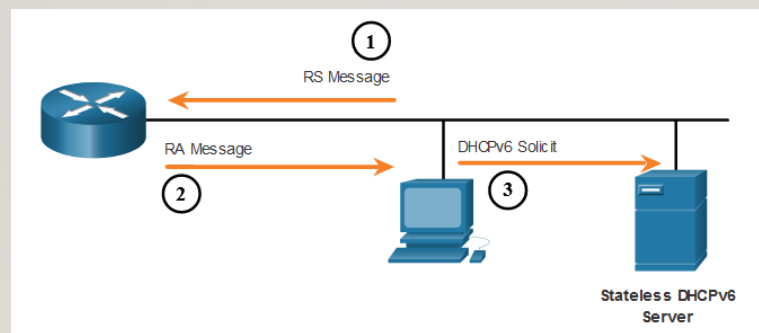 1
RS Message
RA Message
DHCPv6 Solicit
2
3
Stateless DHCPv6
Server